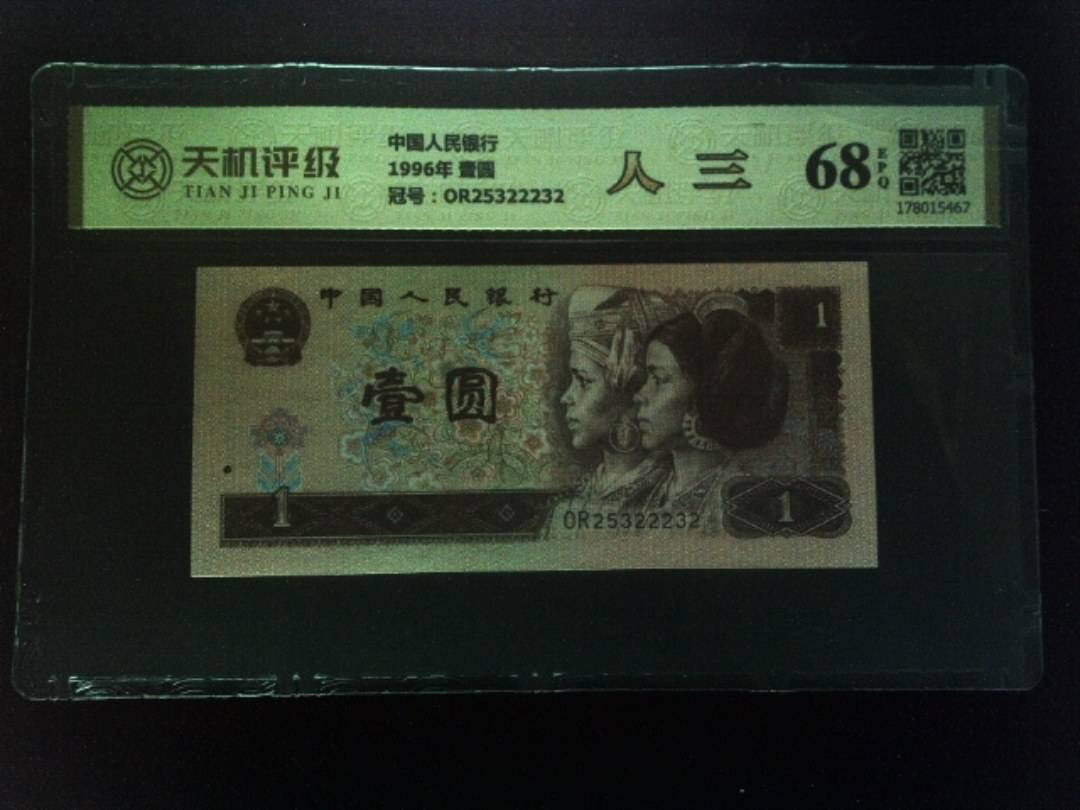 天机评级
TIAN JI PING JI
中国人民银行
1996年 壹圆
冠号：OR25322232
人三
68
EPQ
178015467
中国人民银行
1
壹圆
1
OR25322232
1